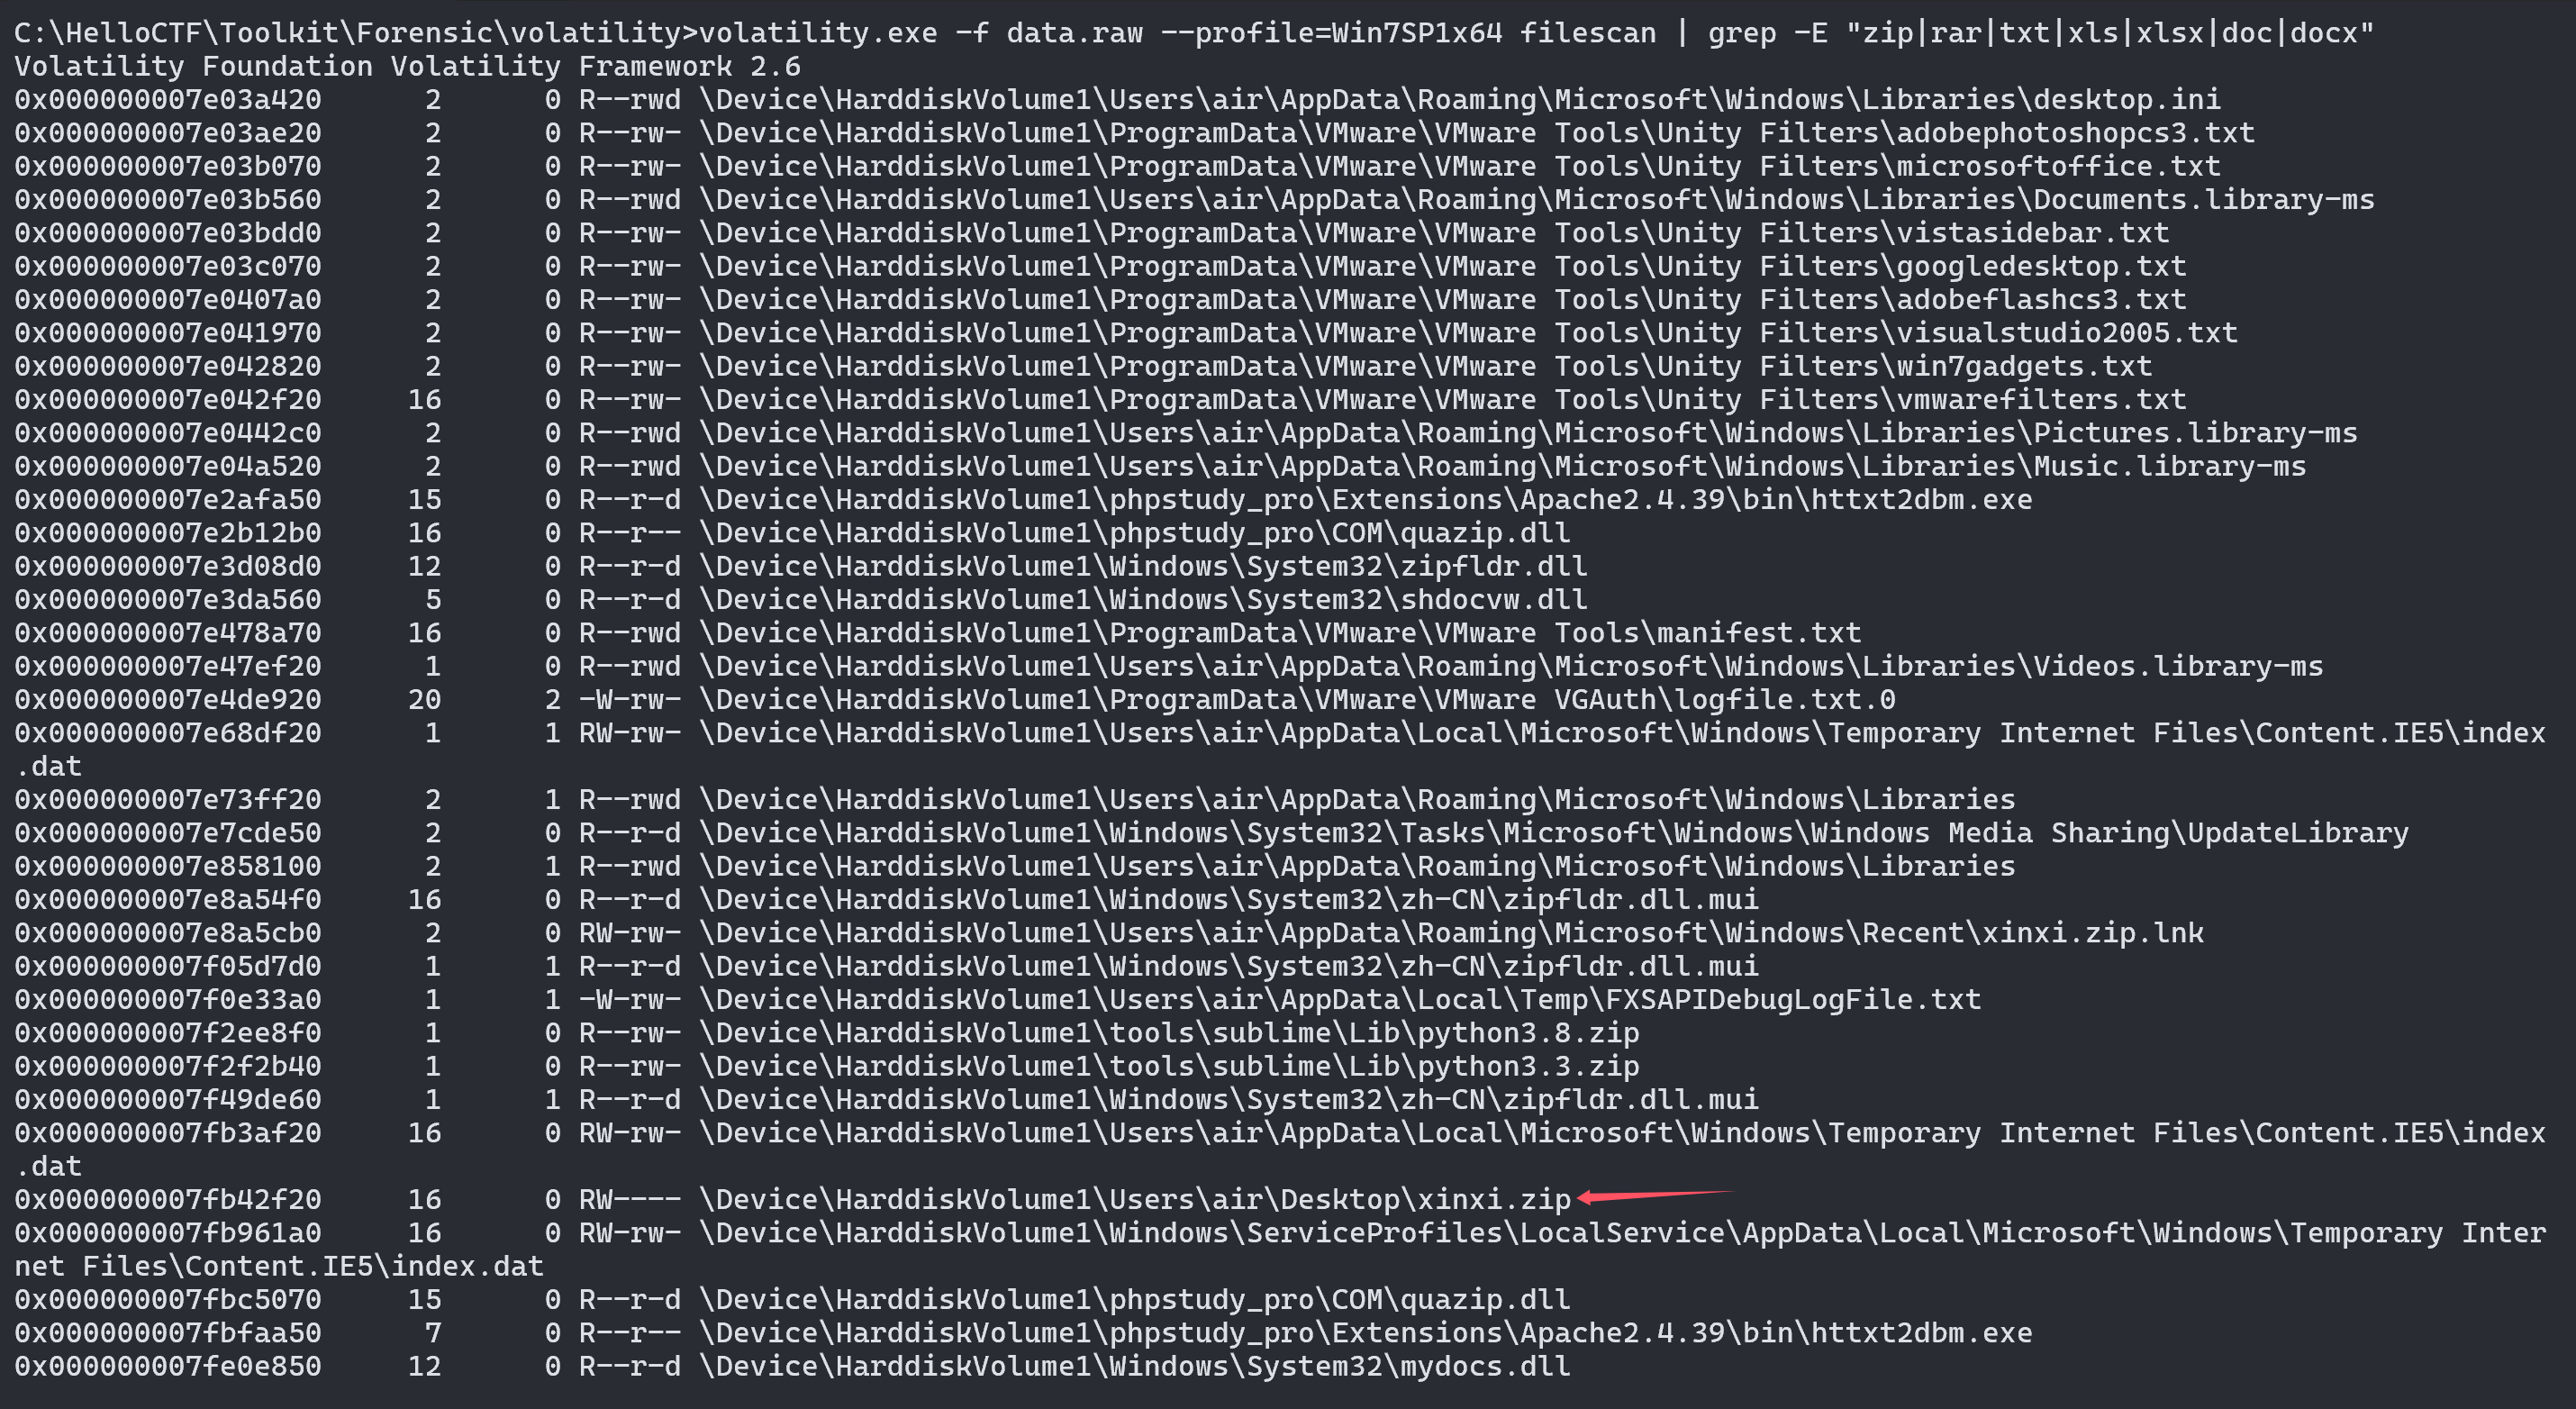 C:\HelloCTF\Toolkit\Forensic\volatility>volatility.exe -f data.raw --profile=Win7SP1x64 filescan | grep -E "zip|rar|txt|xls|xlsx|doc|docx"
Volatility Foundation Volatility Framework 2.6
0x000000007e03a420      2      0 R--rwd \Device\HarddiskVolume1\Users\air\AppData\Roaming\Microsoft\Windows\Libraries\desktop.ini
0x000000007e03ae20      2      0 R--rw- \Device\HarddiskVolume1\ProgramData\VMware\VMware Tools\Unity Filters\adobephotoshopcs3.txt
0x000000007e03b070      2      0 R--rw- \Device\HarddiskVolume1\ProgramData\VMware\VMware Tools\Unity Filters\microsoftoffice.txt
0x000000007e03b560      2      0 R--rwd \Device\HarddiskVolume1\Users\air\AppData\Roaming\Microsoft\Windows\Libraries\Documents.library-ms
0x000000007e03bdd0      2      0 R--rw- \Device\HarddiskVolume1\ProgramData\VMware\VMware Tools\Unity Filters\vistasidebar.txt
0x000000007e03c070      2      0 R--rw- \Device\HarddiskVolume1\ProgramData\VMware\VMware Tools\Unity Filters\googledesktop.txt
0x000000007e0407a0      2      0 R--rw- \Device\HarddiskVolume1\ProgramData\VMware\VMware Tools\Unity Filters\adobeflashcs3.txt
0x000000007e041970      2      0 R--rw- \Device\HarddiskVolume1\ProgramData\VMware\VMware Tools\Unity Filters\visualstudio2005.txt
0x000000007e042820      2      0 R--rw- \Device\HarddiskVolume1\ProgramData\VMware\VMware Tools\Unity Filters\win7gadgets.txt
0x000000007e042f20     16      0 R--rw- \Device\HarddiskVolume1\ProgramData\VMware\VMware Tools\Unity Filters\vmwarefilters.txt
0x000000007e0442c0      2      0 R--rwd \Device\HarddiskVolume1\Users\air\AppData\Roaming\Microsoft\Windows\Libraries\Pictures.library-ms
0x000000007e04a520      2      0 R--rwd \Device\HarddiskVolume1\Users\air\AppData\Roaming\Microsoft\Windows\Libraries\Music.library-ms
0x000000007e2afa50     15      0 R--r-d \Device\HarddiskVolume1\phpstudy_pro\Extensions\Apache2.4.39\bin\httxt2dbm.exe
0x000000007e2b12b0     16      0 R--r-- \Device\HarddiskVolume1\phpstudy_pro\COM\quazip.dll
0x000000007e3d08d0     12      0 R--r-d \Device\HarddiskVolume1\Windows\System32\zipfldr.dll
0x000000007e3da560      5      0 R--r-d \Device\HarddiskVolume1\Windows\System32\shdocvw.dll
0x000000007e478a70     16      0 R--rwd \Device\HarddiskVolume1\ProgramData\VMware\VMware Tools\manifest.txt
0x000000007e47ef20      1      0 R--rwd \Device\HarddiskVolume1\Users\air\AppData\Roaming\Microsoft\Windows\Libraries\Videos.library-ms
0x000000007e4de920     20      2 -W-rw- \Device\HarddiskVolume1\ProgramData\VMware\VMware VGAuth\logfile.txt.0
0x000000007e68df20      1      1 RW-rw- \Device\HarddiskVolume1\Users\air\AppData\Local\Microsoft\Windows\Temporary Internet Files\Content.IE5\index
.dat
0x000000007e73ff20      2      1 R--rwd \Device\HarddiskVolume1\Users\air\AppData\Roaming\Microsoft\Windows\Libraries
0x000000007e7cde50      2      0 R--r-d \Device\HarddiskVolume1\Windows\System32\Tasks\Microsoft\Windows\Windows Media Sharing\UpdateLibrary
0x000000007e858100      2      1 R--rwd \Device\HarddiskVolume1\Users\air\AppData\Roaming\Microsoft\Windows\Libraries
0x000000007e8a54f0     16      0 R--r-d \Device\HarddiskVolume1\Windows\System32\zh-CN\zipfldr.dll.mui
0x000000007e8a5cb0      2      0 RW-rw- \Device\HarddiskVolume1\Users\air\AppData\Roaming\Microsoft\Windows\Recent\xinxi.zip.lnk
0x000000007f05d7d0      1      1 R--r-d \Device\HarddiskVolume1\Windows\System32\zh-CN\zipfldr.dll.mui
0x000000007f0e33a0      1      1 -W-rw- \Device\HarddiskVolume1\Users\air\AppData\Local\Temp\FXSAPIDebugLogFile.txt
0x000000007f2ee8f0      1      0 R--rw- \Device\HarddiskVolume1\tools\sublime\Lib\python3.8.zip
0x000000007f2f2b40      1      0 R--rw- \Device\HarddiskVolume1\tools\sublime\Lib\python3.3.zip
0x000000007f49de60      1      1 R--r-d \Device\HarddiskVolume1\Windows\System32\zh-CN\zipfldr.dll.mui
0x000000007fb3af20     16      0 RW-rw- \Device\HarddiskVolume1\Users\air\AppData\Local\Microsoft\Windows\Temporary Internet Files\Content.IE5\index
.dat
0x000000007fb42f20     16      0 RW---- \Device\HarddiskVolume1\Users\air\Desktop\xinxi.zip
0x000000007fb961a0     16      0 RW-rw- \Device\HarddiskVolume1\Windows\ServiceProfiles\LocalService\AppData\Local\Microsoft\Windows\Temporary Inter
net Files\Content.IE5\index.dat
0x000000007fbc5070     15      0 R--r-d \Device\HarddiskVolume1\phpstudy_pro\COM\quazip.dll
0x000000007fbfaa50      7      0 R--r-- \Device\HarddiskVolume1\phpstudy_pro\Extensions\Apache2.4.39\bin\httxt2dbm.exe
0x000000007fe0e850     12      0 R--r-d \Device\HarddiskVolume1\Windows\System32\mydocs.dll